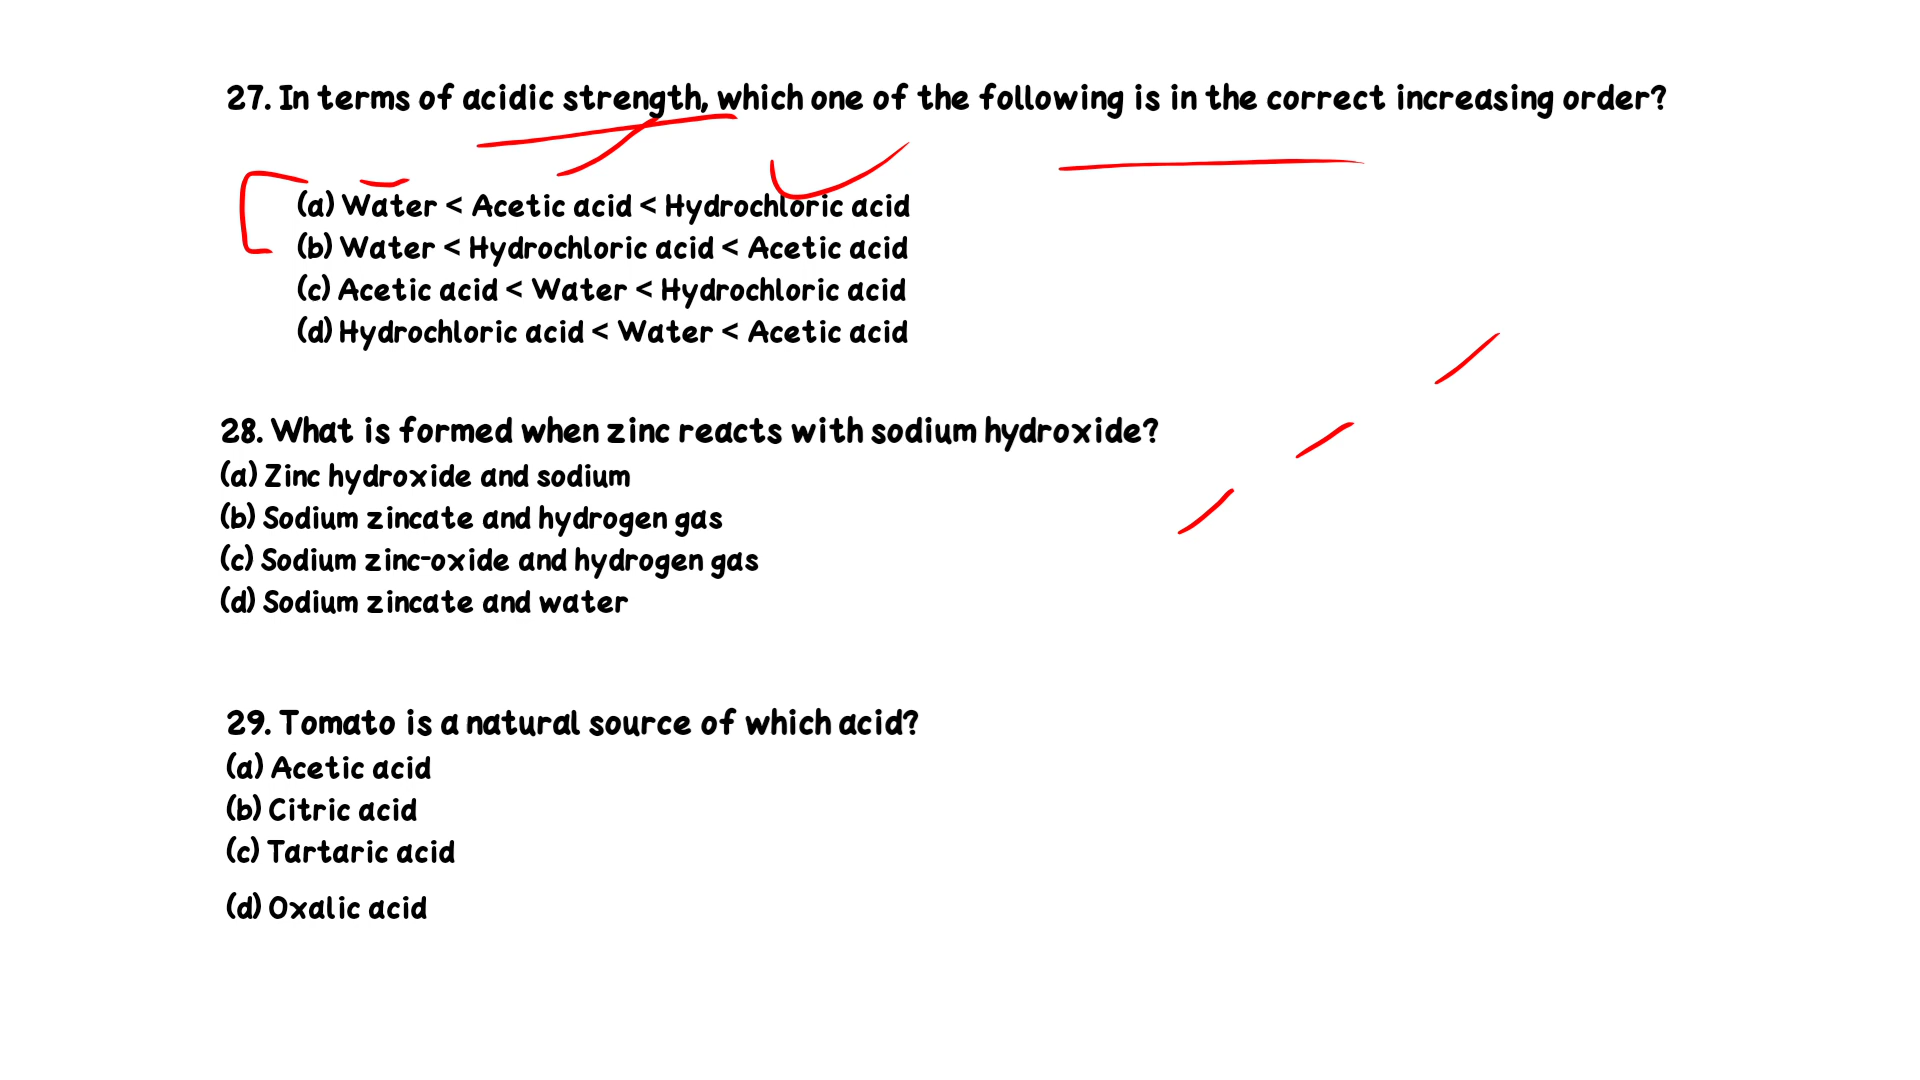 27. In terms of acidic strength, which one of the following is in the correct increasing order?
(a) Water < Acetic acid < Hydrochloric acid
(b) Water < Hydrochloric acid < Acetic acid
(c) Acetic acid < Water < Hydrochloric acid
(d) Hydrochloric acid < Water < Acetic acid
28. What is formed when zinc reacts with sodium hydroxide?
(a) Zinc hydroxide and sodium
(b) Sodium zincate and hydrogen gas
(c) Sodium zinc-oxide and hydrogen gas
(d) Sodium zincate and water
29. Tomato is a natural source of which acid?
(a) Acetic acid
(b) Citric acid
(c) Tartaric acid
(d) Oxalic acid